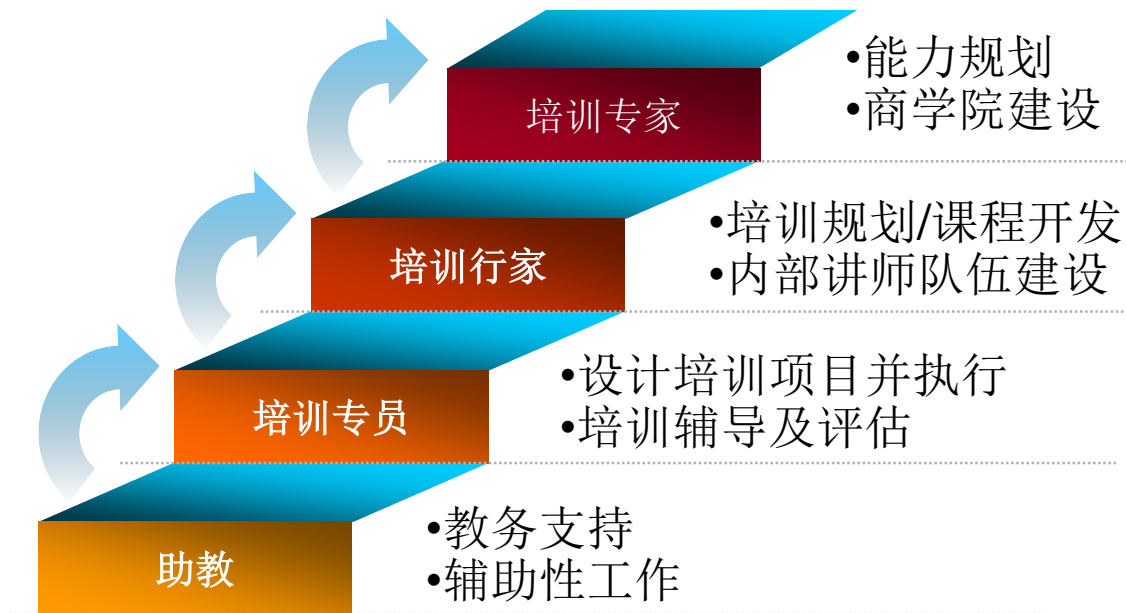 培训专家
•能力规划
•商学院建设
培训行家
•培训规划/课程开发
•内部讲师队伍建设
培训专员
•设计培训项目并执行
•培训辅导及评估
助教
•教务支持
•辅助性工作